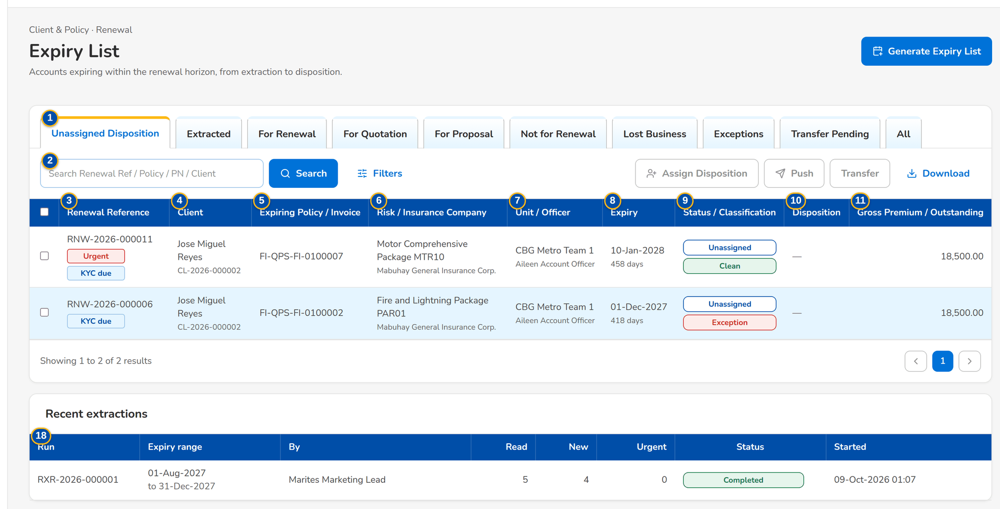 Client & Policy · Renewal
Expiry List
Generate Expiry List
Accounts expiring within the renewal horizon, from extraction to disposition.
1
Unassigned Disposition
Extracted
For Renewal
For Quotation
For Proposal
Not for Renewal
Lost Business
Exceptions
Transfer Pending
All
2
Search Renewal Ref / Policy / PN / Client
Search
Filters
Assign Disposition
Push
Transfer
Download
3
4
5
6
7
8
9
10
11
Renewal Reference
Client
Expiring Policy / Invoice
Risk / Insurance Company
Unit / Officer
Expiry
Status / Classification
Disposition
Gross Premium / Outstanding
RNW-2026-000011
Urgent
KYC due
Jose Miguel
Reyes
CL-2026-000002
FI-QPS-FI-0100007
Motor Comprehensive
Package MTR10
Mabuhay General Insurance Corp.
CBG Metro Team 1
Aileen Account Officer
10-Jan-2028
458 days
Unassigned
Clean
—
18,500.00
RNW-2026-000006
KYC due
Jose Miguel
Reyes
CL-2026-000002
FI-QPS-FI-0100002
Fire and Lightning Package
PAR01
Mabuhay General Insurance Corp.
CBG Metro Team 1
Aileen Account Officer
01-Dec-2027
418 days
Unassigned
Exception
—
18,500.00
Showing 1 to 2 of 2 results
1
Recent extractions
18
Run
Expiry range
By
Read
New
Urgent
Status
Started
RXR-2026-000001
01-Aug-2027
to 31-Dec-2027
Marites Marketing Lead
5
4
0
Completed
09-Oct-2026 01:07